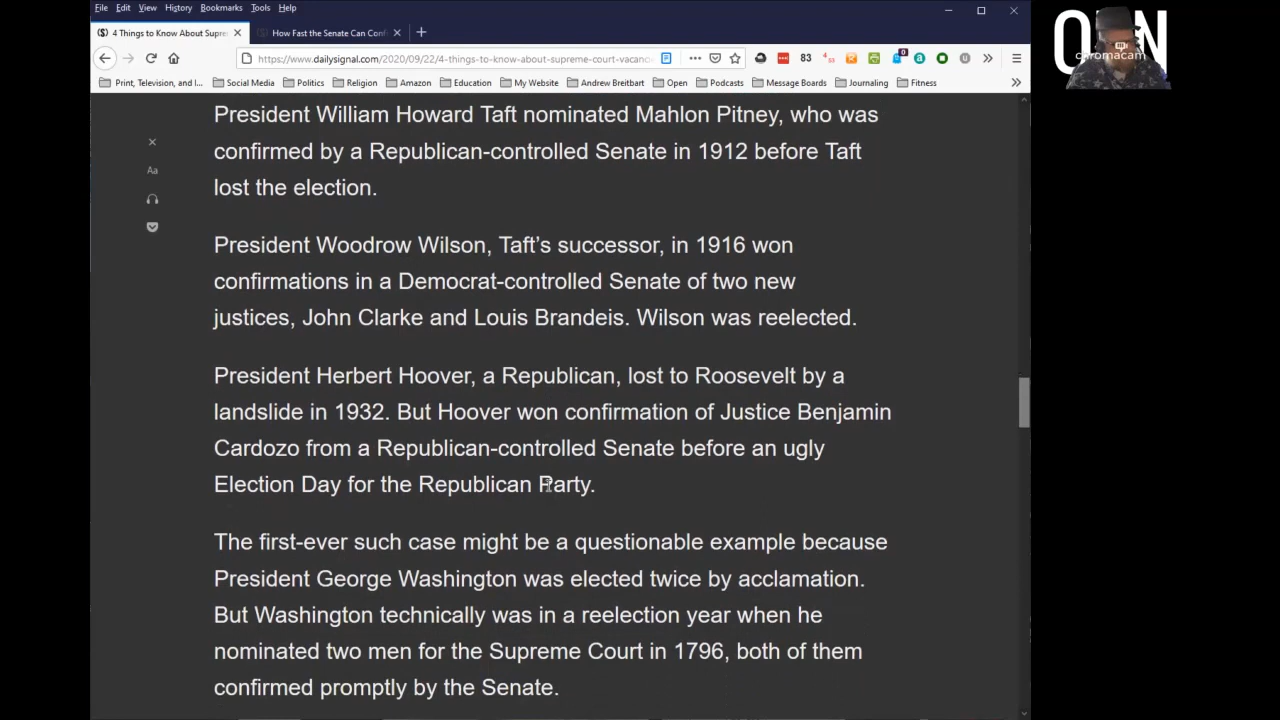 File Edit View History Bookmarks Tools Help
4 Things to Know About Supre
How Fast the Senate Can Conf
https://www.dailysignal.com/2020/09/22/4-things-to-know-about-supreme-court-vacanc
83
0
Print, Television, and I... Social Media Politics Religion Amazon Education My Website Andrew Breitbart Open Podcasts Message Boards Journaling Fitness
chromacam
Aa
President William Howard Taft nominated Mahlon Pitney, who was
confirmed by a Republican-controlled Senate in 1912 before Taft
lost the election.
President Woodrow Wilson, Taft’s successor, in 1916 won
confirmations in a Democrat-controlled Senate of two new
justices, John Clarke and Louis Brandeis. Wilson was reelected.
President Herbert Hoover, a Republican, lost to Roosevelt by a
landslide in 1932. But Hoover won confirmation of Justice Benjamin
Cardozo from a Republican-controlled Senate before an ugly
Election Day for the Republican Party.
The first-ever such case might be a questionable example because
President George Washington was elected twice by acclamation.
But Washington technically was in a reelection year when he
nominated two men for the Supreme Court in 1796, both of them
confirmed promptly by the Senate.